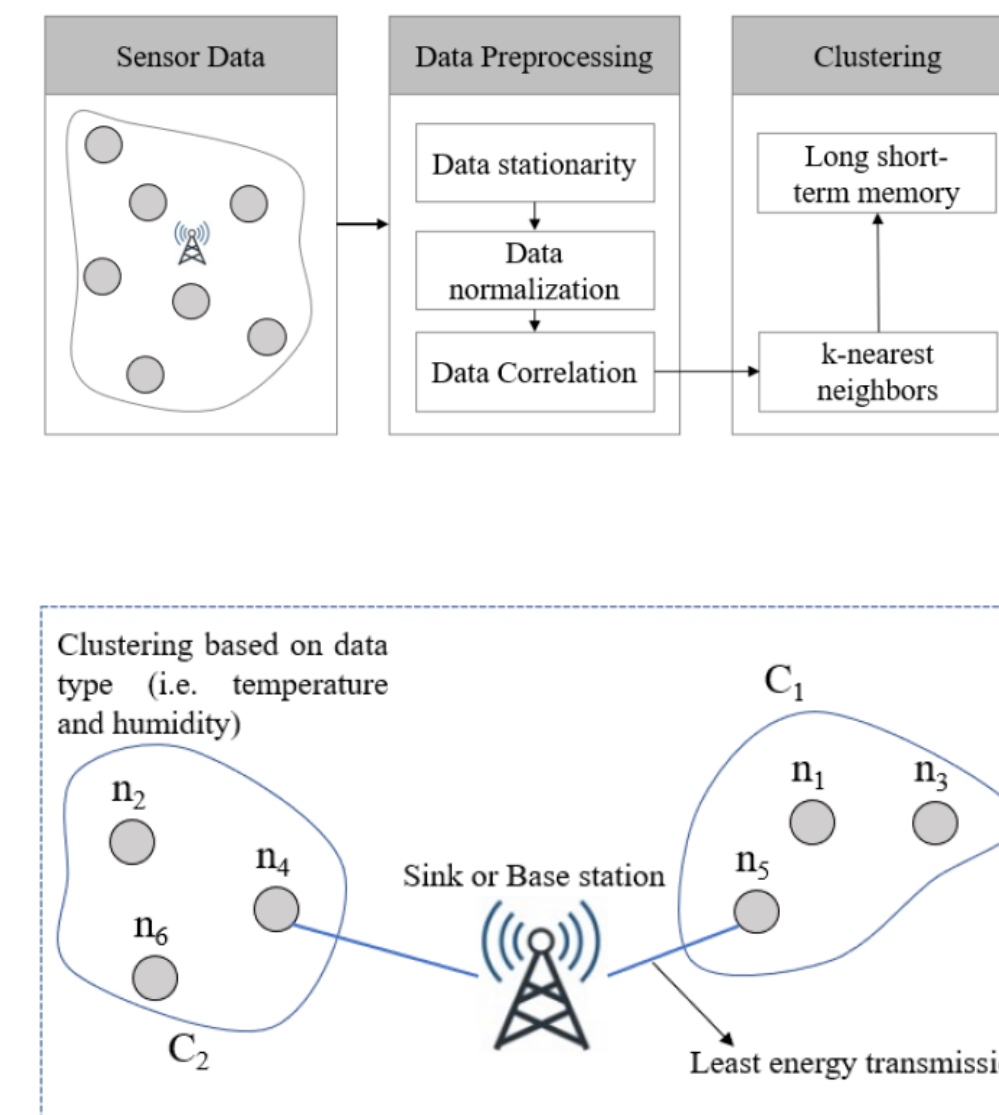 Sensor Data
Data Preprocessing
Clustering
Data stationarity
Data
normalization
Data Correlation
Long short-
term memory
k-nearest
neighbors
Clustering based on data
type (i.e. temperature
and humidity)
C₁
n₁
n₃
n₂
n₄
n₅
n₆
Sink or Base station
C₂
Least energy